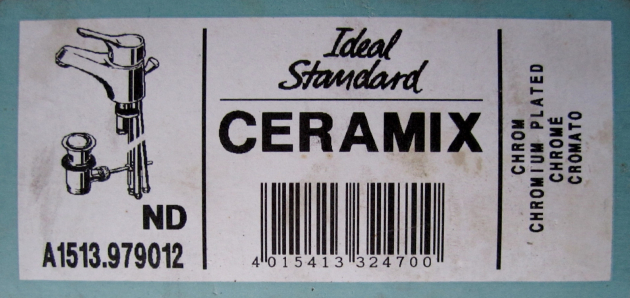 ND
A1513.979012
Ideal
Standard
CERAMIX
4 015413 324700
CHROM
CHROMIUM PLATED
CHROMÉ
CROMATO